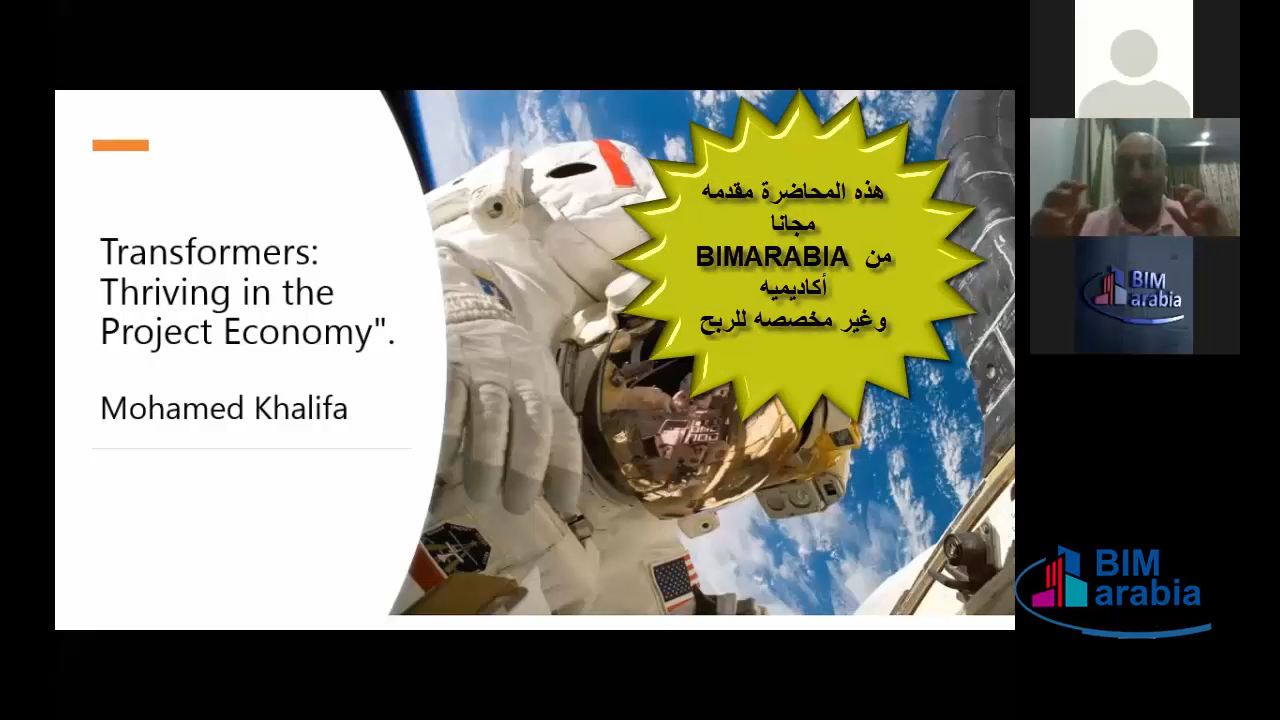 Transformers:
Thriving in the
Project Economy".
Mohamed Khalifa
هذه المحاضرة مقدمه
مجانا
من BIMARABIA
أكاديميه
وغير مخصصه للربح
BIM
arabia
BIM
arabia